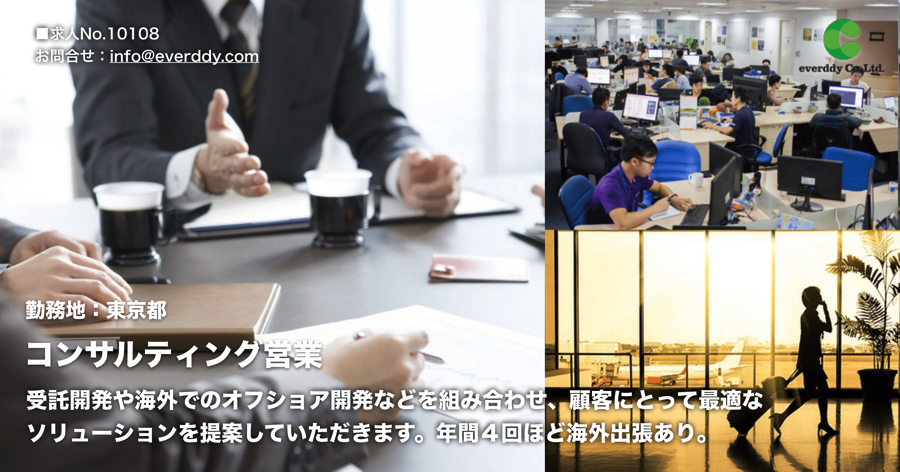 ■求人No.10108
お問合せ：info@everddy.com
everddy Co.Ltd.
勤務地：東京都
コンサルティング営業
受託開発や海外でのオフショア開発などを組み合わせ、顧客にとって最適な
ソリューションを提案していただきます。年間４回ほど海外出張あり。